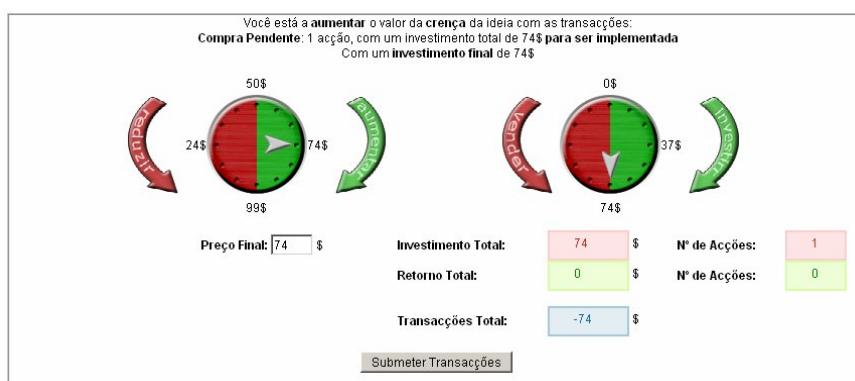 Você está a aumentar o valor da crença da ideia com as transacções:
Compra Pendente: 1 acção, com um investimento total de 74$ para ser implementada
Com um investimento final de 74$
50$
0$
reduzir
24$
74$
aumentar
vender
37$
investir
99$
74$
Preço Final: 74 $
Investimento Total: 74 $
Nº de Acções: 1
Retorno Total: 0 $
Nº de Acções: 0
Transacções Total: -74 $
Submeter Transacções